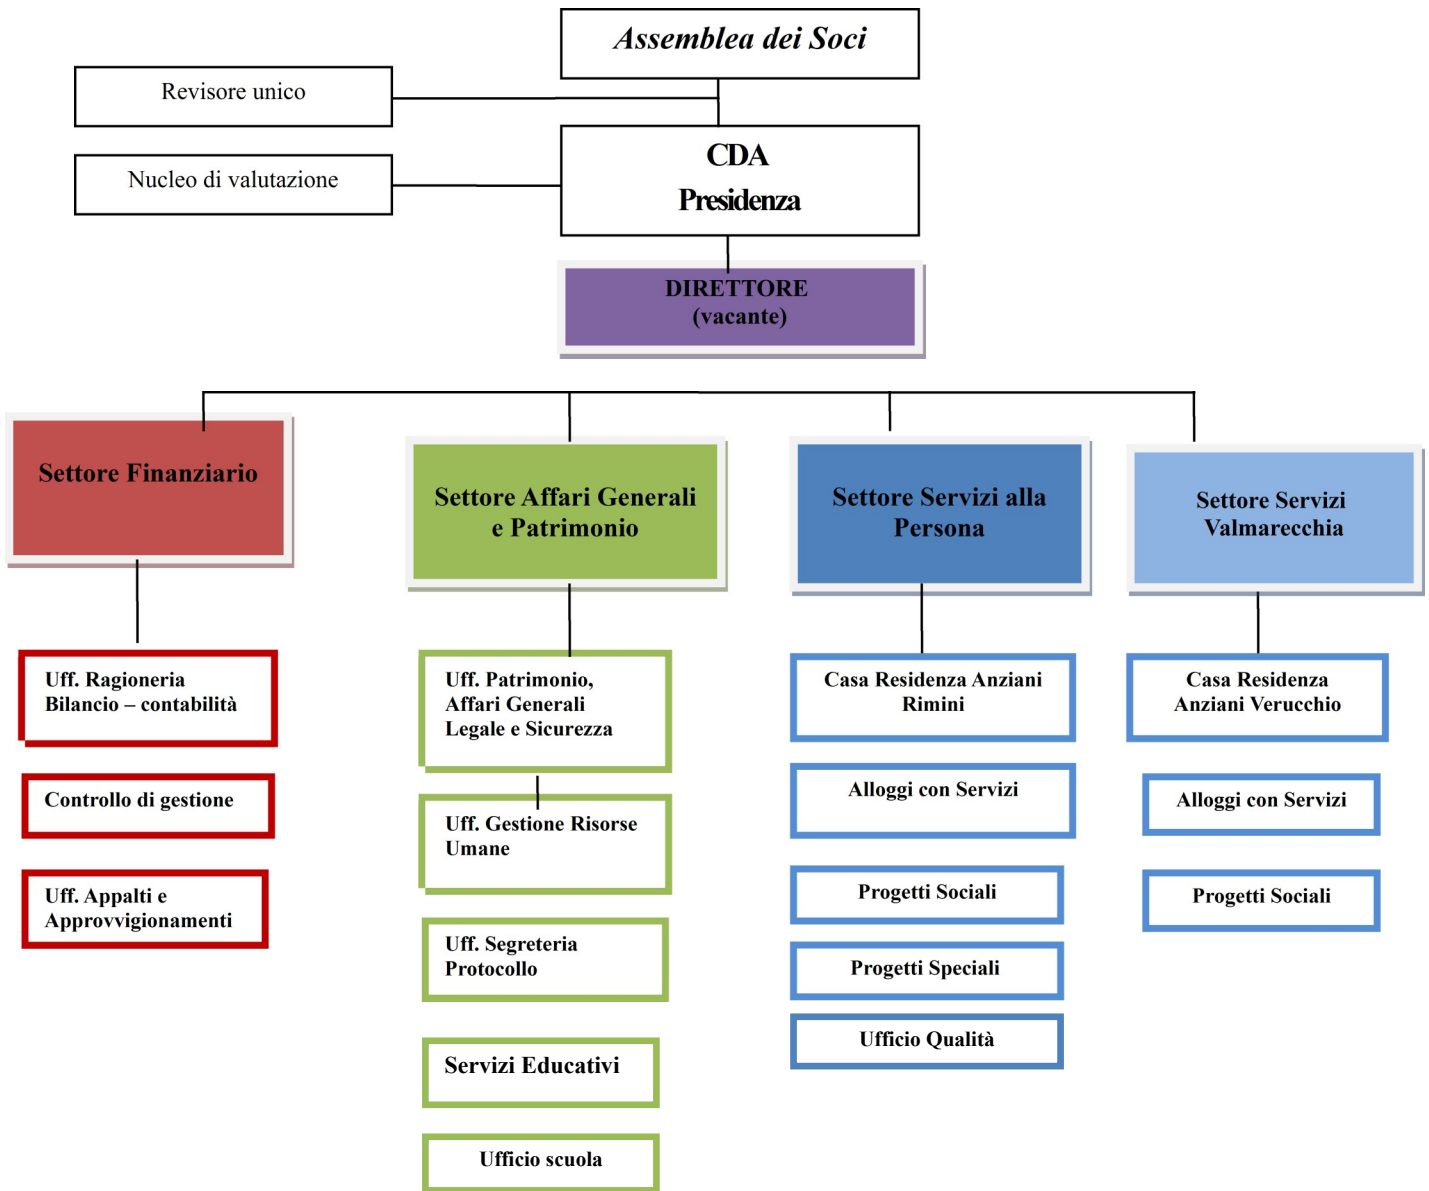 Assemblea dei Soci
Revisore unico
CDA
Presidenza
Nucleo di valutazione
DIRETTORE
(vacante)
Settore Finanziario
Settore Affari Generali
e Patrimonio
Settore Servizi alla
Persona
Settore Servizi
Valmarecchia
Uff. Ragioneria
Bilancio – contabilità
Controllo di gestione
Uff. Appalti e
Approvvigionamenti
Uff. Patrimonio,
Affari Generali
Legale e Sicurezza
Uff. Gestione Risorse
Umane
Uff. Segreteria
Protocollo
Servizi Educativi
Ufficio scuola
Casa Residenza Anziani
Rimini
Alloggi con Servizi
Progetti Sociali
Progetti Speciali
Ufficio Qualità
Casa Residenza
Anziani Verucchio
Alloggi con Servizi
Progetti Sociali